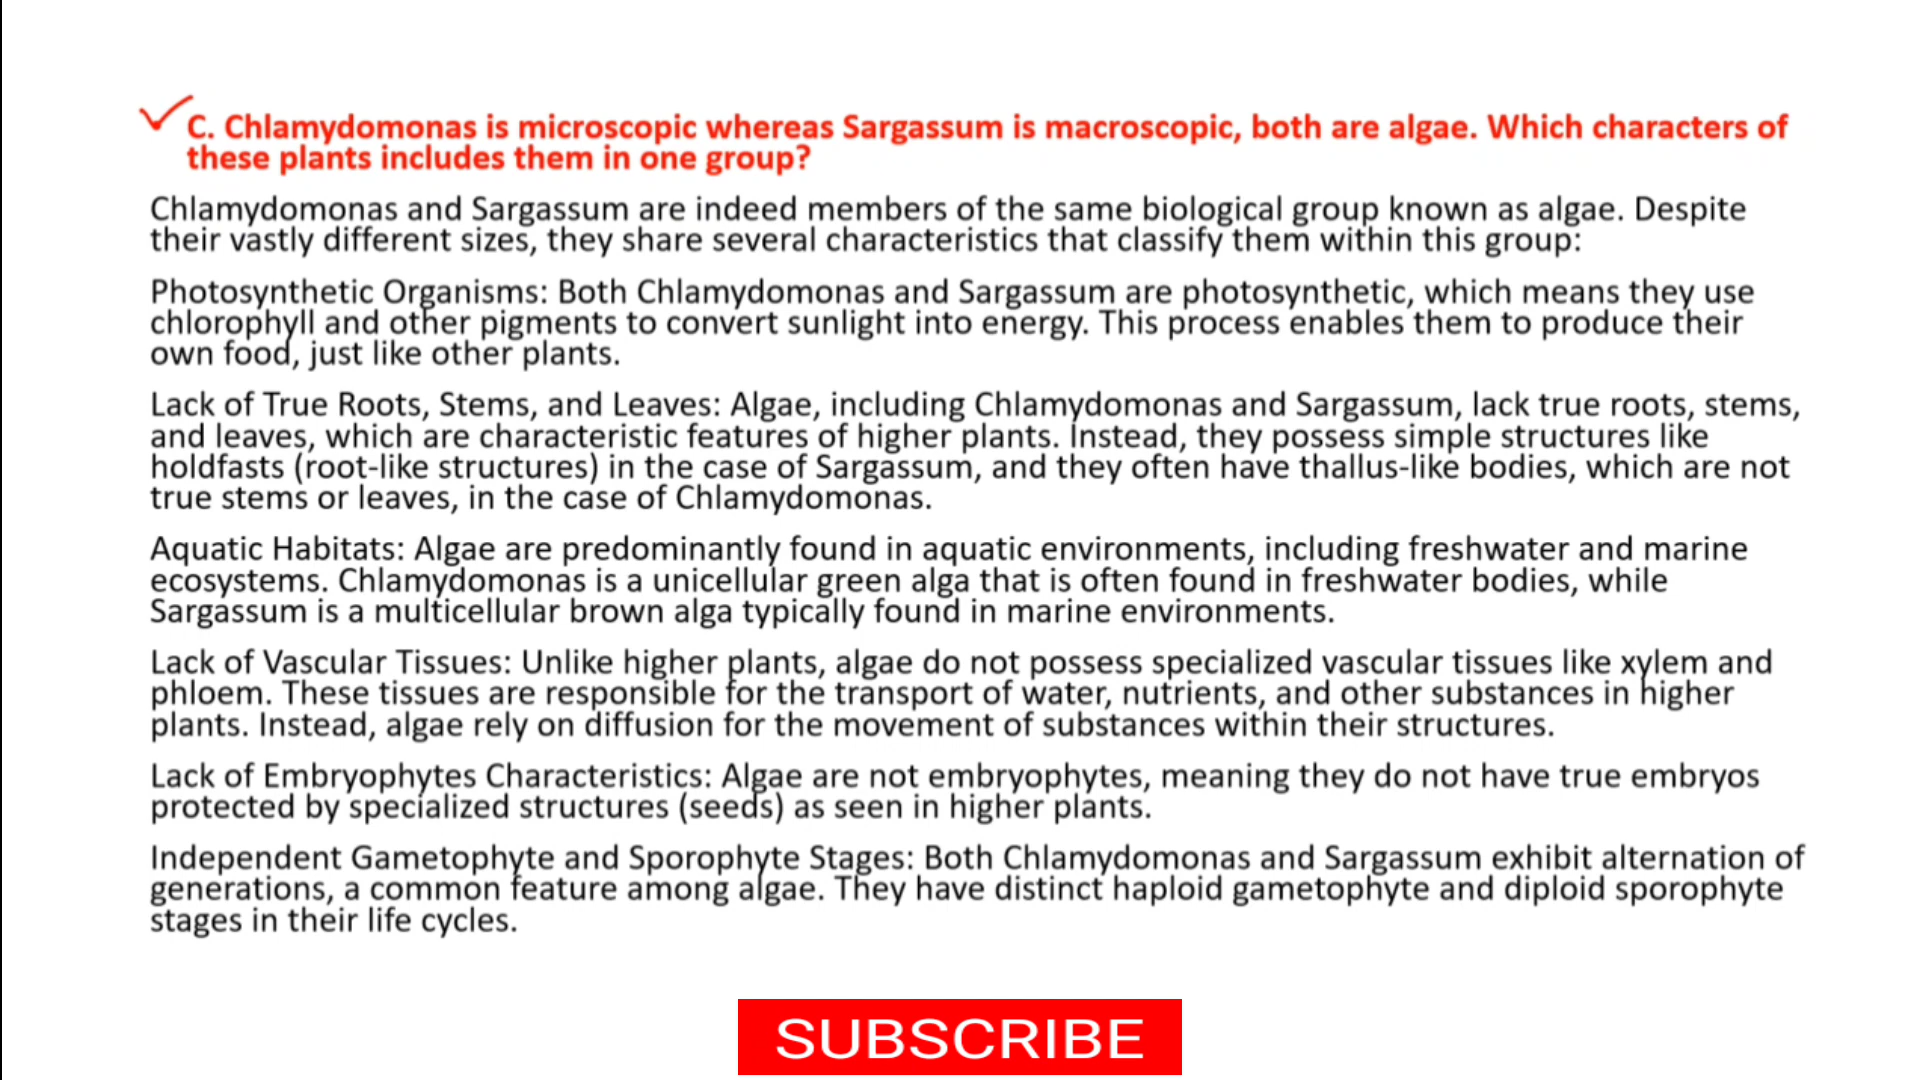 C. Chlamydomonas is microscopic whereas Sargassum is macroscopic, both are algae. Which characters of
these plants includes them in one group?
Chlamydomonas and Sargassum are indeed members of the same biological group known as algae. Despite
their vastly different sizes, they share several characteristics that classify them within this group:
Photosynthetic Organisms: Both Chlamydomonas and Sargassum are photosynthetic, which means they use
chlorophyll and other pigments to convert sunlight into energy. This process enables them to produce their
own food, just like other plants.
Lack of True Roots, Stems, and Leaves: Algae, including Chlamydomonas and Sargassum, lack true roots, stems,
and leaves, which are characteristic features of higher plants. Instead, they possess simple structures like
holdfasts (root-like structures) in the case of Sargassum, and they often have thallus-like bodies, which are not
true stems or leaves, in the case of Chlamydomonas.
Aquatic Habitats: Algae are predominantly found in aquatic environments, including freshwater and marine
ecosystems. Chlamydomonas is a unicellular green alga that is often found in freshwater bodies, while
Sargassum is a multicellular brown alga typically found in marine environments.
Lack of Vascular Tissues: Unlike higher plants, algae do not possess specialized vascular tissues like xylem and
phloem. These tissues are responsible for the transport of water, nutrients, and other substances in higher
plants. Instead, algae rely on diffusion for the movement of substances within their structures.
Lack of Embryophytes Characteristics: Algae are not embryophytes, meaning they do not have true embryos
protected by specialized structures (seeds) as seen in higher plants.
Independent Gametophyte and Sporophyte Stages: Both Chlamydomonas and Sargassum exhibit alternation of
generations, a common feature among algae. They have distinct haploid gametophyte and diploid sporophyte
stages in their life cycles.
SUBSCRIBE